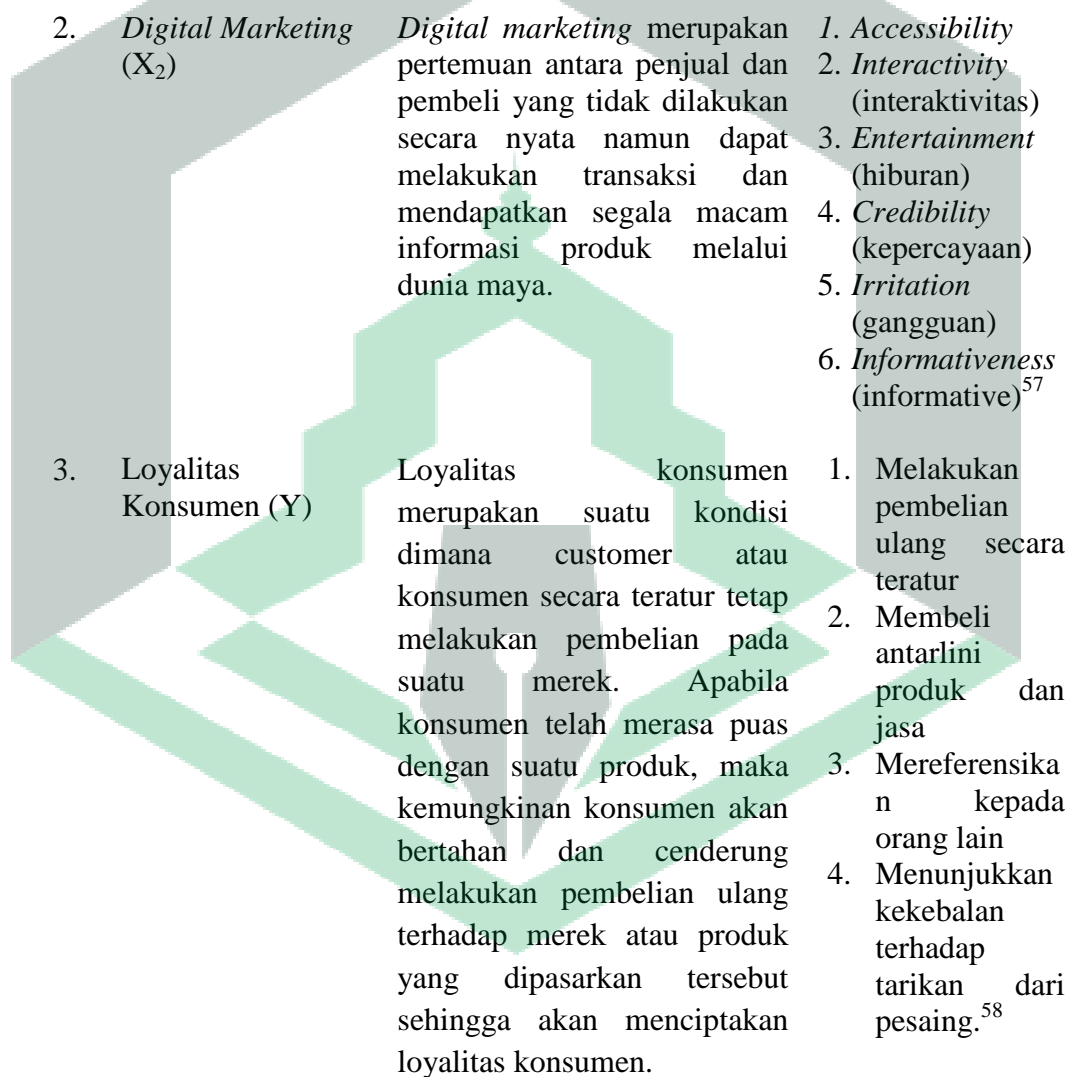 2. Digital Marketing (X2)
Digital marketing merupakan
pertemuan antara penjual dan
pembeli yang tidak dilakukan
secara nyata namun dapat
melakukan transaksi dan
mendapatkan segala macam
informasi produk melalui
dunia maya.
1. Accessibility
2. Interactivity
(interaktivitas)
3. Entertainment
(hiburan)
4. Credibility
(kepercayaan)
5. Irritation
(gangguan)
6. Informativeness
(informative)57
3. Loyalitas
Konsumen (Y)
Loyalitas konsumen
merupakan suatu kondisi
dimana customer atau
konsumen secara teratur tetap
melakukan pembelian pada
suatu merek. Apabila
konsumen telah merasa puas
dengan suatu produk, maka
kemungkinan konsumen akan
bertahan dan cenderung
melakukan pembelian ulang
terhadap merek atau produk
yang dipasarkan tersebut
sehingga akan menciptakan
loyalitas konsumen.
1. Melakukan
pembelian
ulang secara
teratur
2. Membeli
antarlini
produk dan
jasa
3. Mereferensika
n kepada
orang lain
4. Menunjukkan
kekebalan
terhadap
tarikan dari
pesaing.58